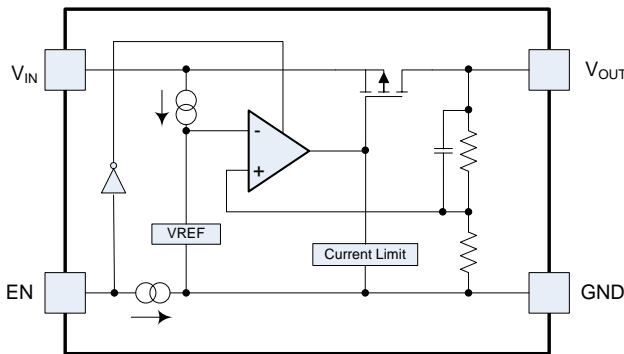 VIN
VOUT
-
+
VREF
Current Limit
EN
GND